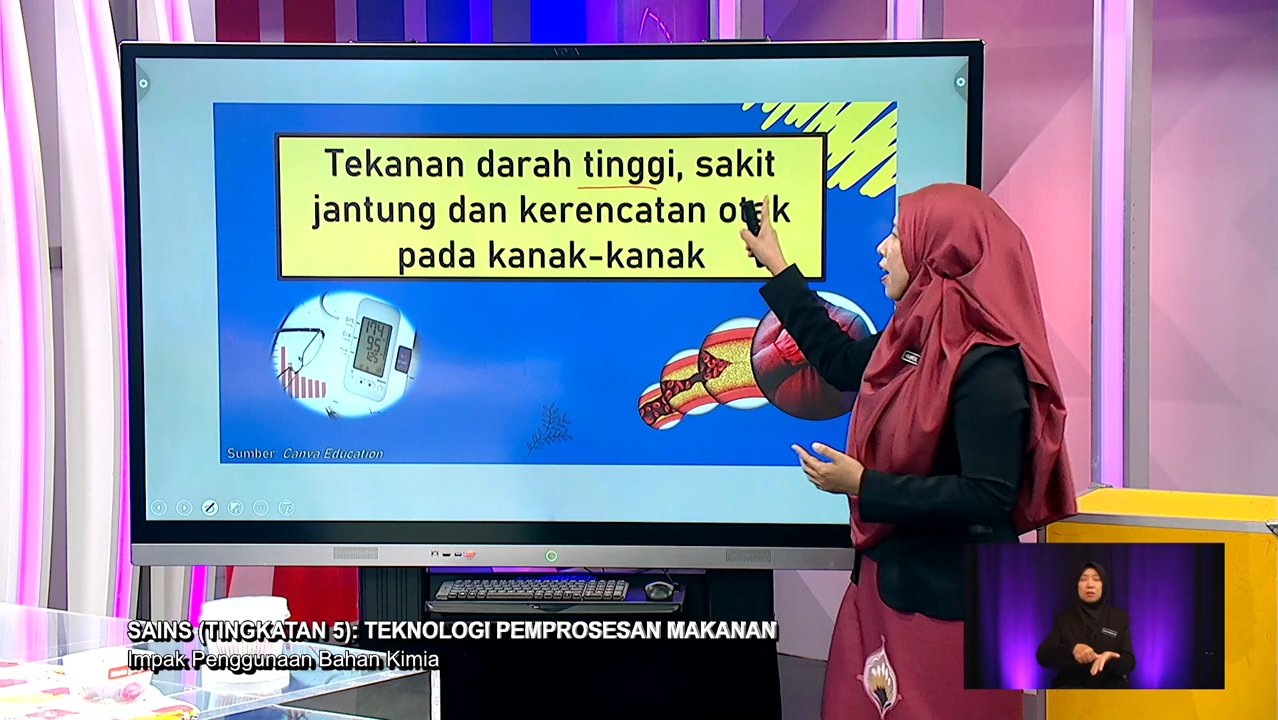 Tekanan darah tinggi, sakit
jantung dan kerencatan otak
pada kanak-kanak
Sumber: Canva Education
SAINS (TINGKATAN 5): TEKNOLOGI PEMPROSESAN MAKANAN
Impak Penggunaan Bahan Kimia